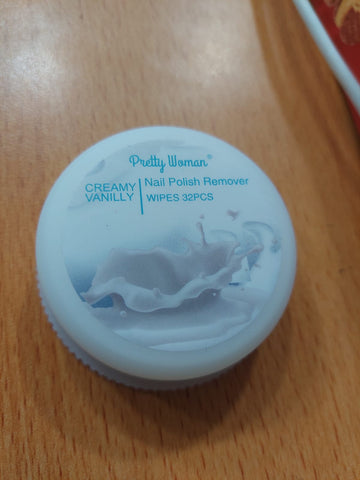 Pretty Woman®
CREAMY
VANILLY
Nail Polish Remover
WIPES 32PCS